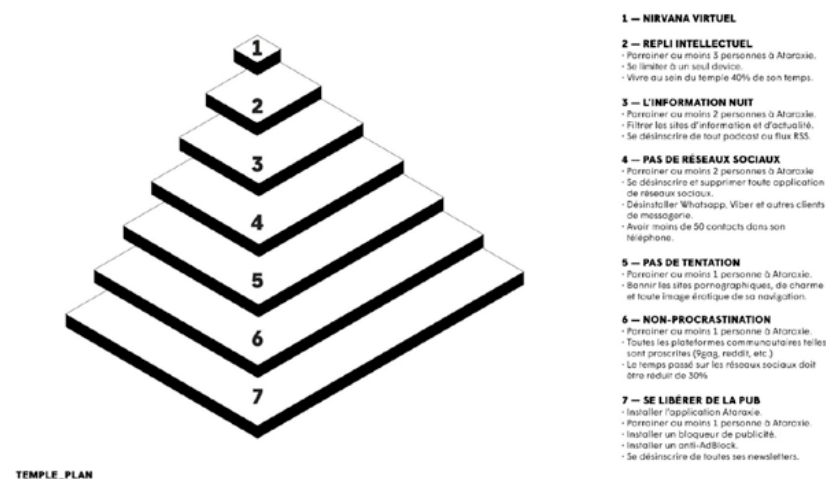 1
2
3
4
5
6
7
TEMPLE_PLAN
1 — NIRVANA VIRTUEL
2 — REPLI INTELLECTUEL
- Parrainer au moins 3 personnes à Ataraxie.
- Se limiter à un seul device.
- Vivre au sein du temple 40% de son temps.
3 — L'INFORMATION NUIT
- Parrainer au moins 2 personnes à Ataraxie.
- Filtrer les sites d'information et d'actualité.
- Se désinscrire de tout podcast ou flux RSS.
4 — PAS DE RÉSEAUX SOCIAUX
- Parrainer au moins 2 personnes à Ataraxie
- Se désinscrire et supprimer toute application
de réseaux sociaux.
- Désinstaller Whatsapp, Viber et autres clients
de messagerie.
- Avoir moins de 50 contacts dans son
téléphone.
5 — PAS DE TENTATION
- Parrainer au moins 1 personne à Ataraxie.
- Bannir les sites pornographiques, de charme
et toute image érotique de sa navigation.
6 — NON-PROCRASTINATION
- Parrainer au moins 1 personne à Ataraxie.
- Toutes les plateformes communautaires telles
sont proscrites (9gag, reddit, etc.)
- Le temps passé sur les réseaux sociaux doit
être réduit de 30%
7 — SE LIBÉRER DE LA PUB
- Installer l'application Ataraxie.
- Parrainer au moins 1 personne à Ataraxie.
- Installer un bloqueur de publicité.
- Installer un anti-AdBlock.
- Se désinscrire de toutes ses newsletters.